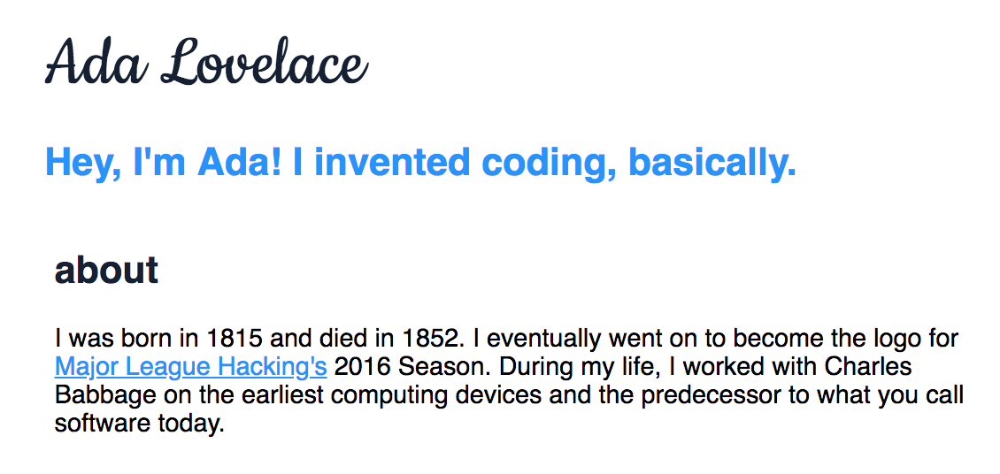 Ada Lovelace
Hey, I'm Ada! I invented coding, basically.
about
I was born in 1815 and died in 1852. I eventually went on to become the logo for
Major League Hacking's 2016 Season. During my life, I worked with Charles
Babbage on the earliest computing devices and the predecessor to what you call
software today.